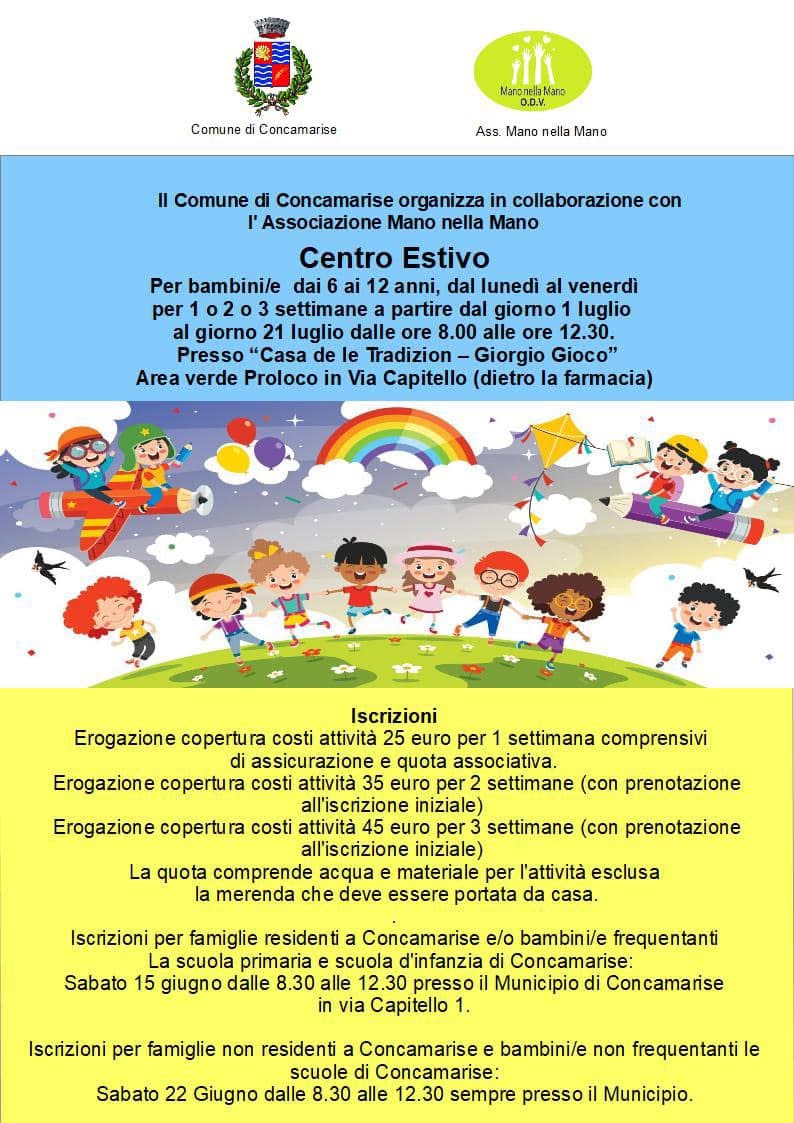 Mano nella Mano
O.D.V.
Comune di Concamarise
Ass. Mano nella Mano
Il Comune di Concamarise organizza in collaborazione con
l' Associazione Mano nella Mano
Centro Estivo
Per bambini/e dai 6 ai 12 anni, dal lunedì al venerdì
per 1 o 2 o 3 settimane a partire dal giorno 1 luglio
al giorno 21 luglio dalle ore 8.00 alle ore 12.30.
Presso “Casa de le Tradizion – Giorgio Gioco”
Area verde Proloco in Via Capitello (dietro la farmacia)
Iscrizioni
Erogazione copertura costi attività 25 euro per 1 settimana comprensivi
di assicurazione e quota associativa.
Erogazione copertura costi attività 35 euro per 2 settimane (con prenotazione
all'iscrizione iniziale)
Erogazione copertura costi attività 45 euro per 3 settimane (con prenotazione
all'iscrizione iniziale)
La quota comprende acqua e materiale per l'attività esclusa
la merenda che deve essere portata da casa.
.
Iscrizioni per famiglie residenti a Concamarise e/o bambini/e frequentanti
La scuola primaria e scuola d'infanzia di Concamarise:
Sabato 15 giugno dalle 8.30 alle 12.30 presso il Municipio di Concamarise
in via Capitello 1.
Iscrizioni per famiglie non residenti a Concamarise e bambini/e non frequentanti le
scuole di Concamarise:
Sabato 22 Giugno dalle 8.30 alle 12.30 sempre presso il Municipio.